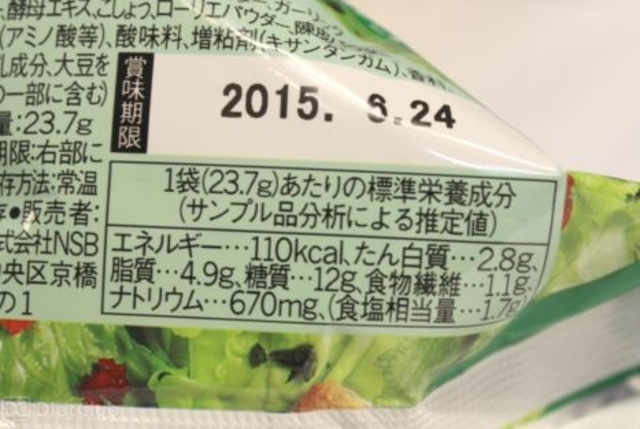 酵母エキス、こしょう、ローリエパウダー、陳皮
(アミノ酸等)、酸味料、増粘剤(キサンタンガム)、香料、
乳成分、大豆を
の一部に含む)
量:23.7g
期限:右部に
存方法:常温
●販売者:
式会社NSB
中央区京橋
の1
賞味期限
2015. 6.24
1袋(23.7g)あたりの標準栄養成分
(サンプル品分析による推定値)
エネルギー…110kcal、たん白質…2.8g、
脂質…4.9g、糖質…12g、食物繊維…1.1g、
ナトリウム…670mg、(食塩相当量…1.7g)